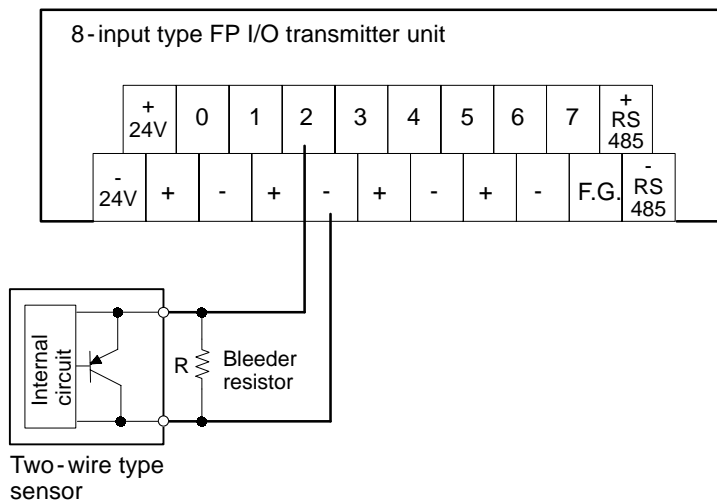 8-input type FP I/O transmitter unit
+
24V
0
1
2
3
4
5
6
7
+
RS
485
-
24V
+
-
+
-
+
-
+
-
F.G.
-
RS
485
Internal
circuit
R
Bleeder
resistor
Two-wire type
sensor